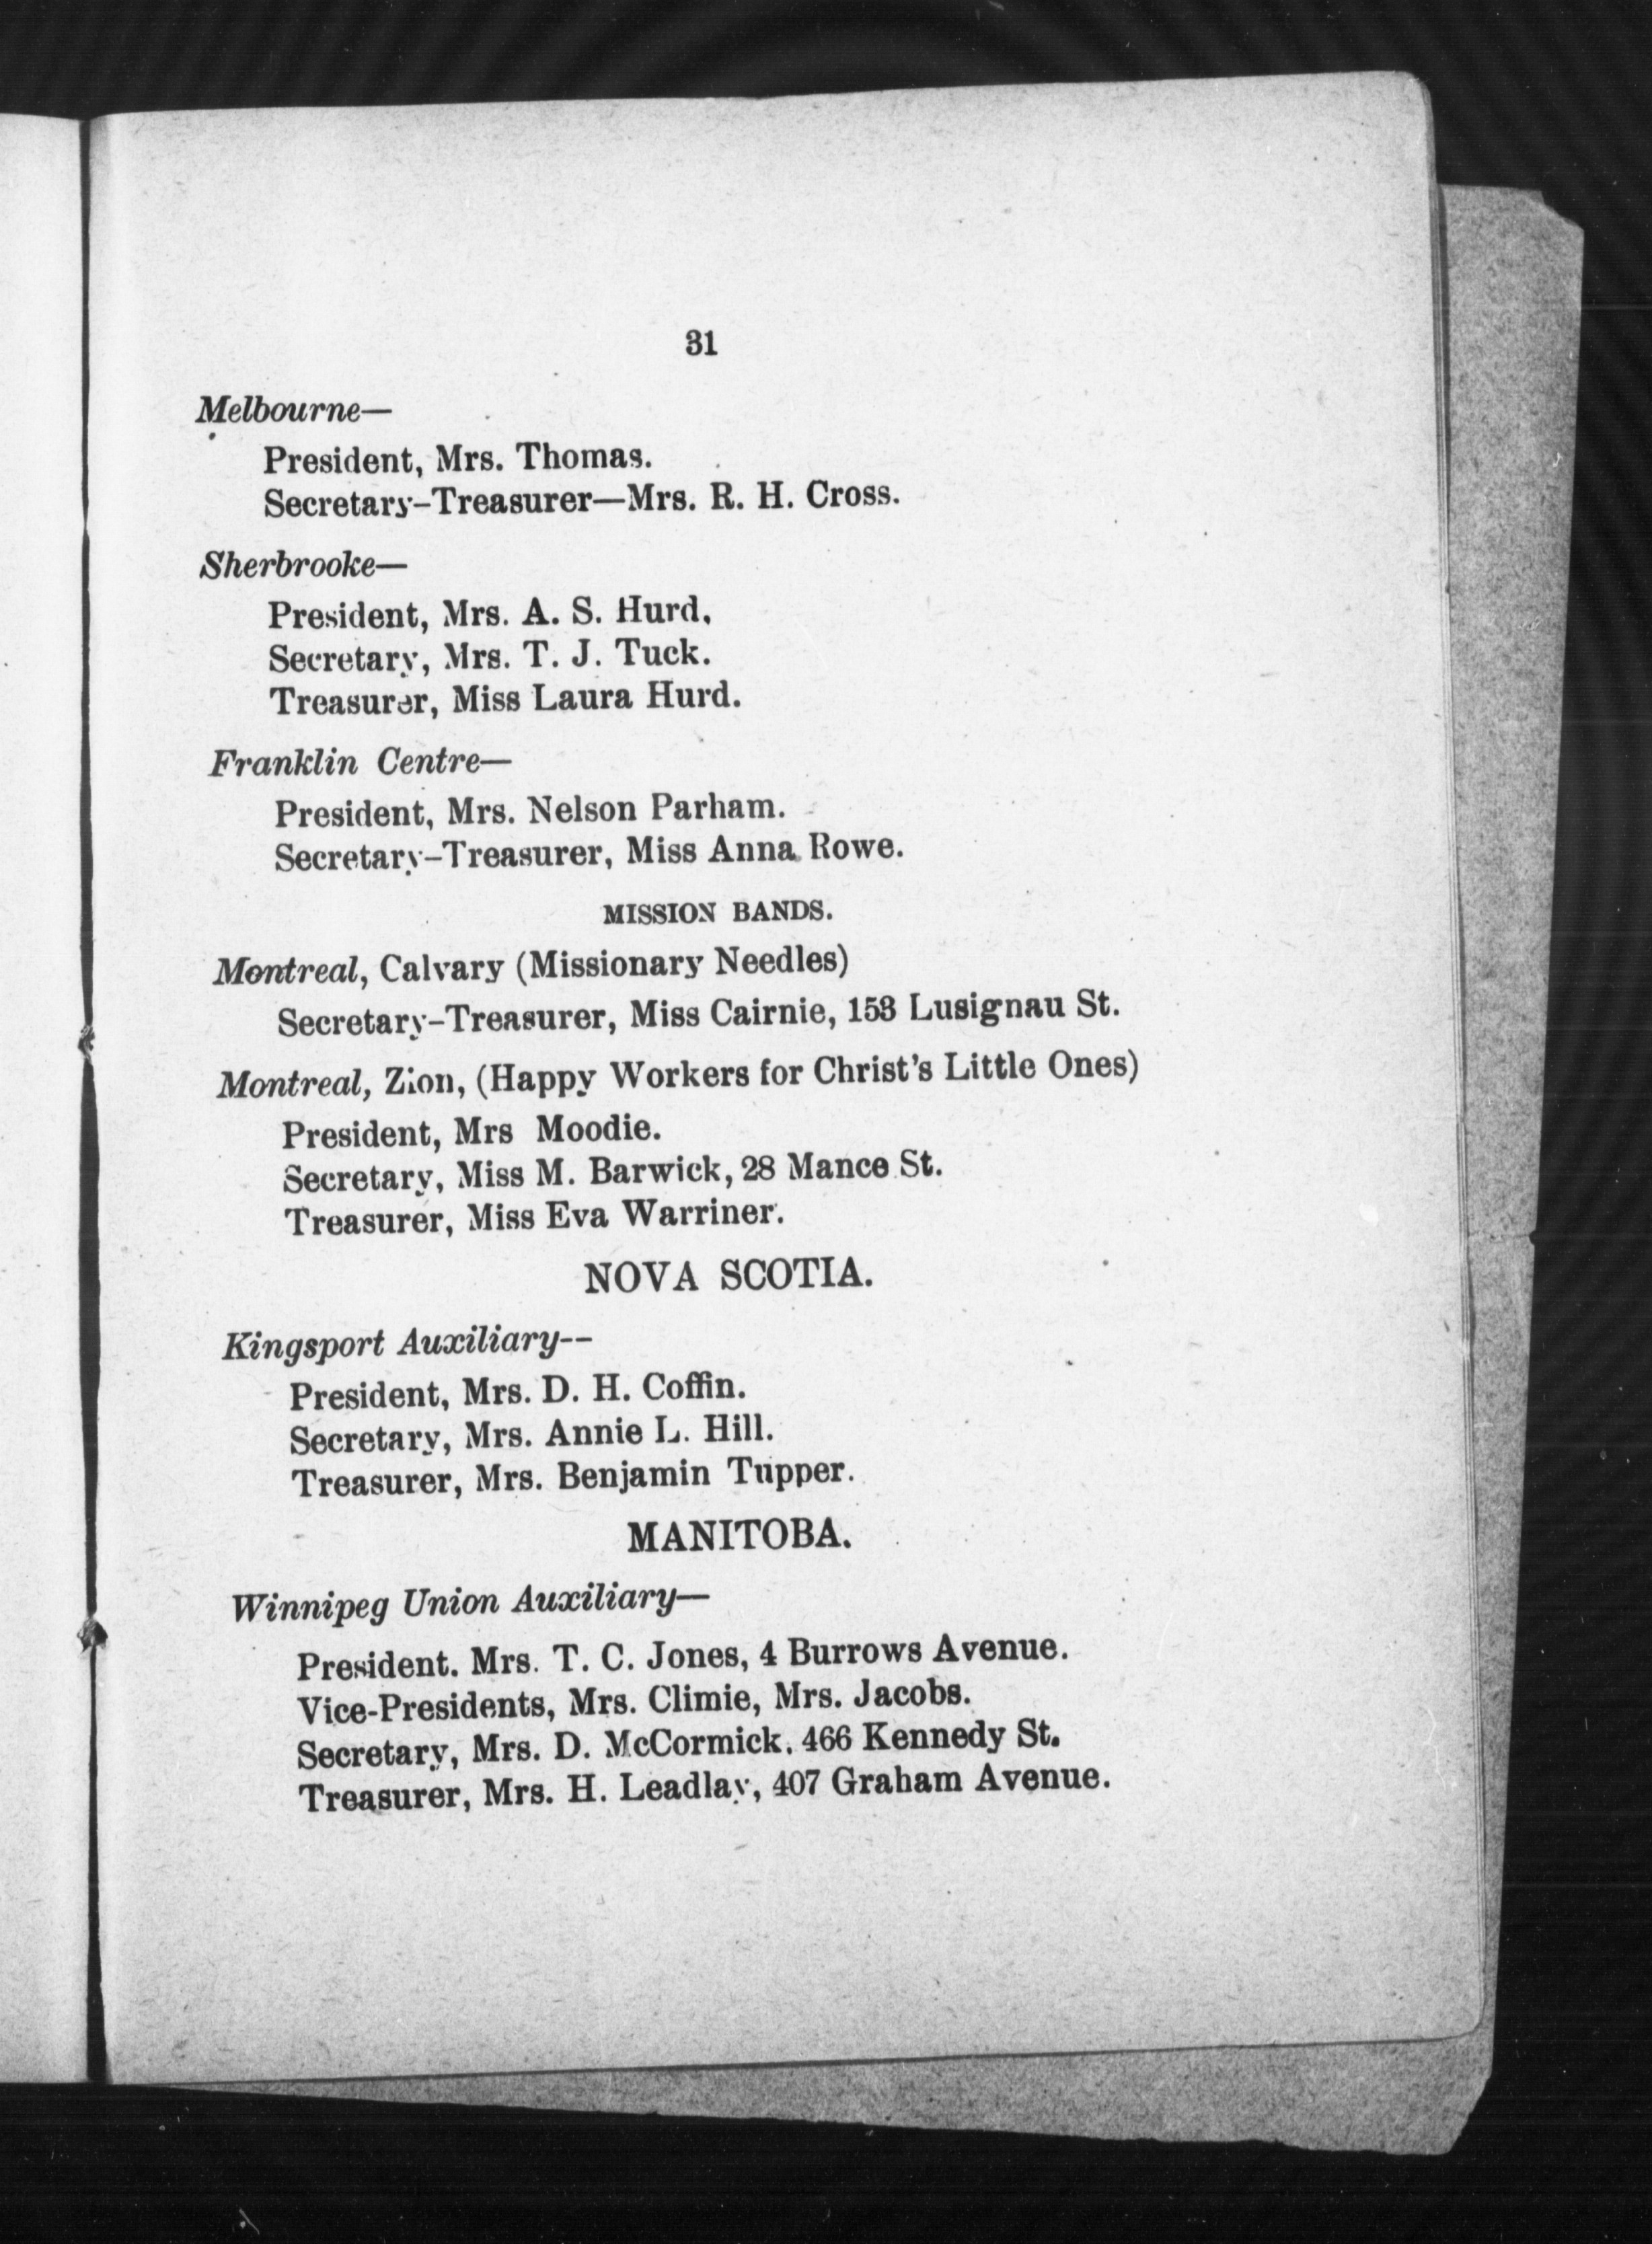 31
Melbourne—
President, Mrs. Thomas.
Secretary-Treasurer—Mrs. R. H. Cross.
Sherbrooke—
President, Mrs. A. S. Hurd.
Secretary, Mrs. T. J. Tuck.
Treasurer, Miss Laura Hurd.
Franklin Centre—
President, Mrs. Nelson Parham.
Secretary-Treasurer, Miss Anna Rowe.
MISSION BANDS.
Montreal, Calvary (Missionary Needles)
Secretary-Treasurer, Miss Cairnie, 153 Lusignau St.
Montreal, Zion, (Happy Workers for Christ's Little Ones)
President, Mrs Moodie.
Secretary, Miss M. Barwick, 28 Mance St.
Treasurer, Miss Eva Warriner.
NOVA SCOTIA.
Kingsport Auxiliary--
President, Mrs. D. H. Coffin.
Secretary, Mrs. Annie L. Hill.
Treasurer, Mrs. Benjamin Tupper.
MANITOBA.
Winnipeg Union Auxiliary—
President. Mrs. T. C. Jones, 4 Burrows Avenue.
Vice-Presidents, Mrs. Climie, Mrs. Jacobs.
Secretary, Mrs. D. McCormick, 466 Kennedy St.
Treasurer, Mrs. H. Leadlay, 407 Graham Avenue.